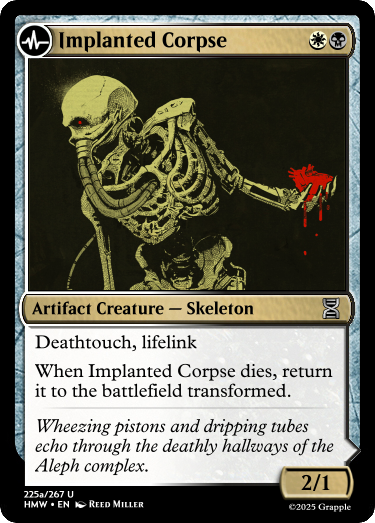 Implanted Corpse
Artifact Creature — Skeleton
Deathtouch, lifelink
When Implanted Corpse dies, return
it to the battlefield transformed.
Wheezing pistons and dripping tubes
echo through the deathly hallways of the
Aleph complex.
2/1
225a/267 U
HMW • EN Reed Miller
©2025 Grapple